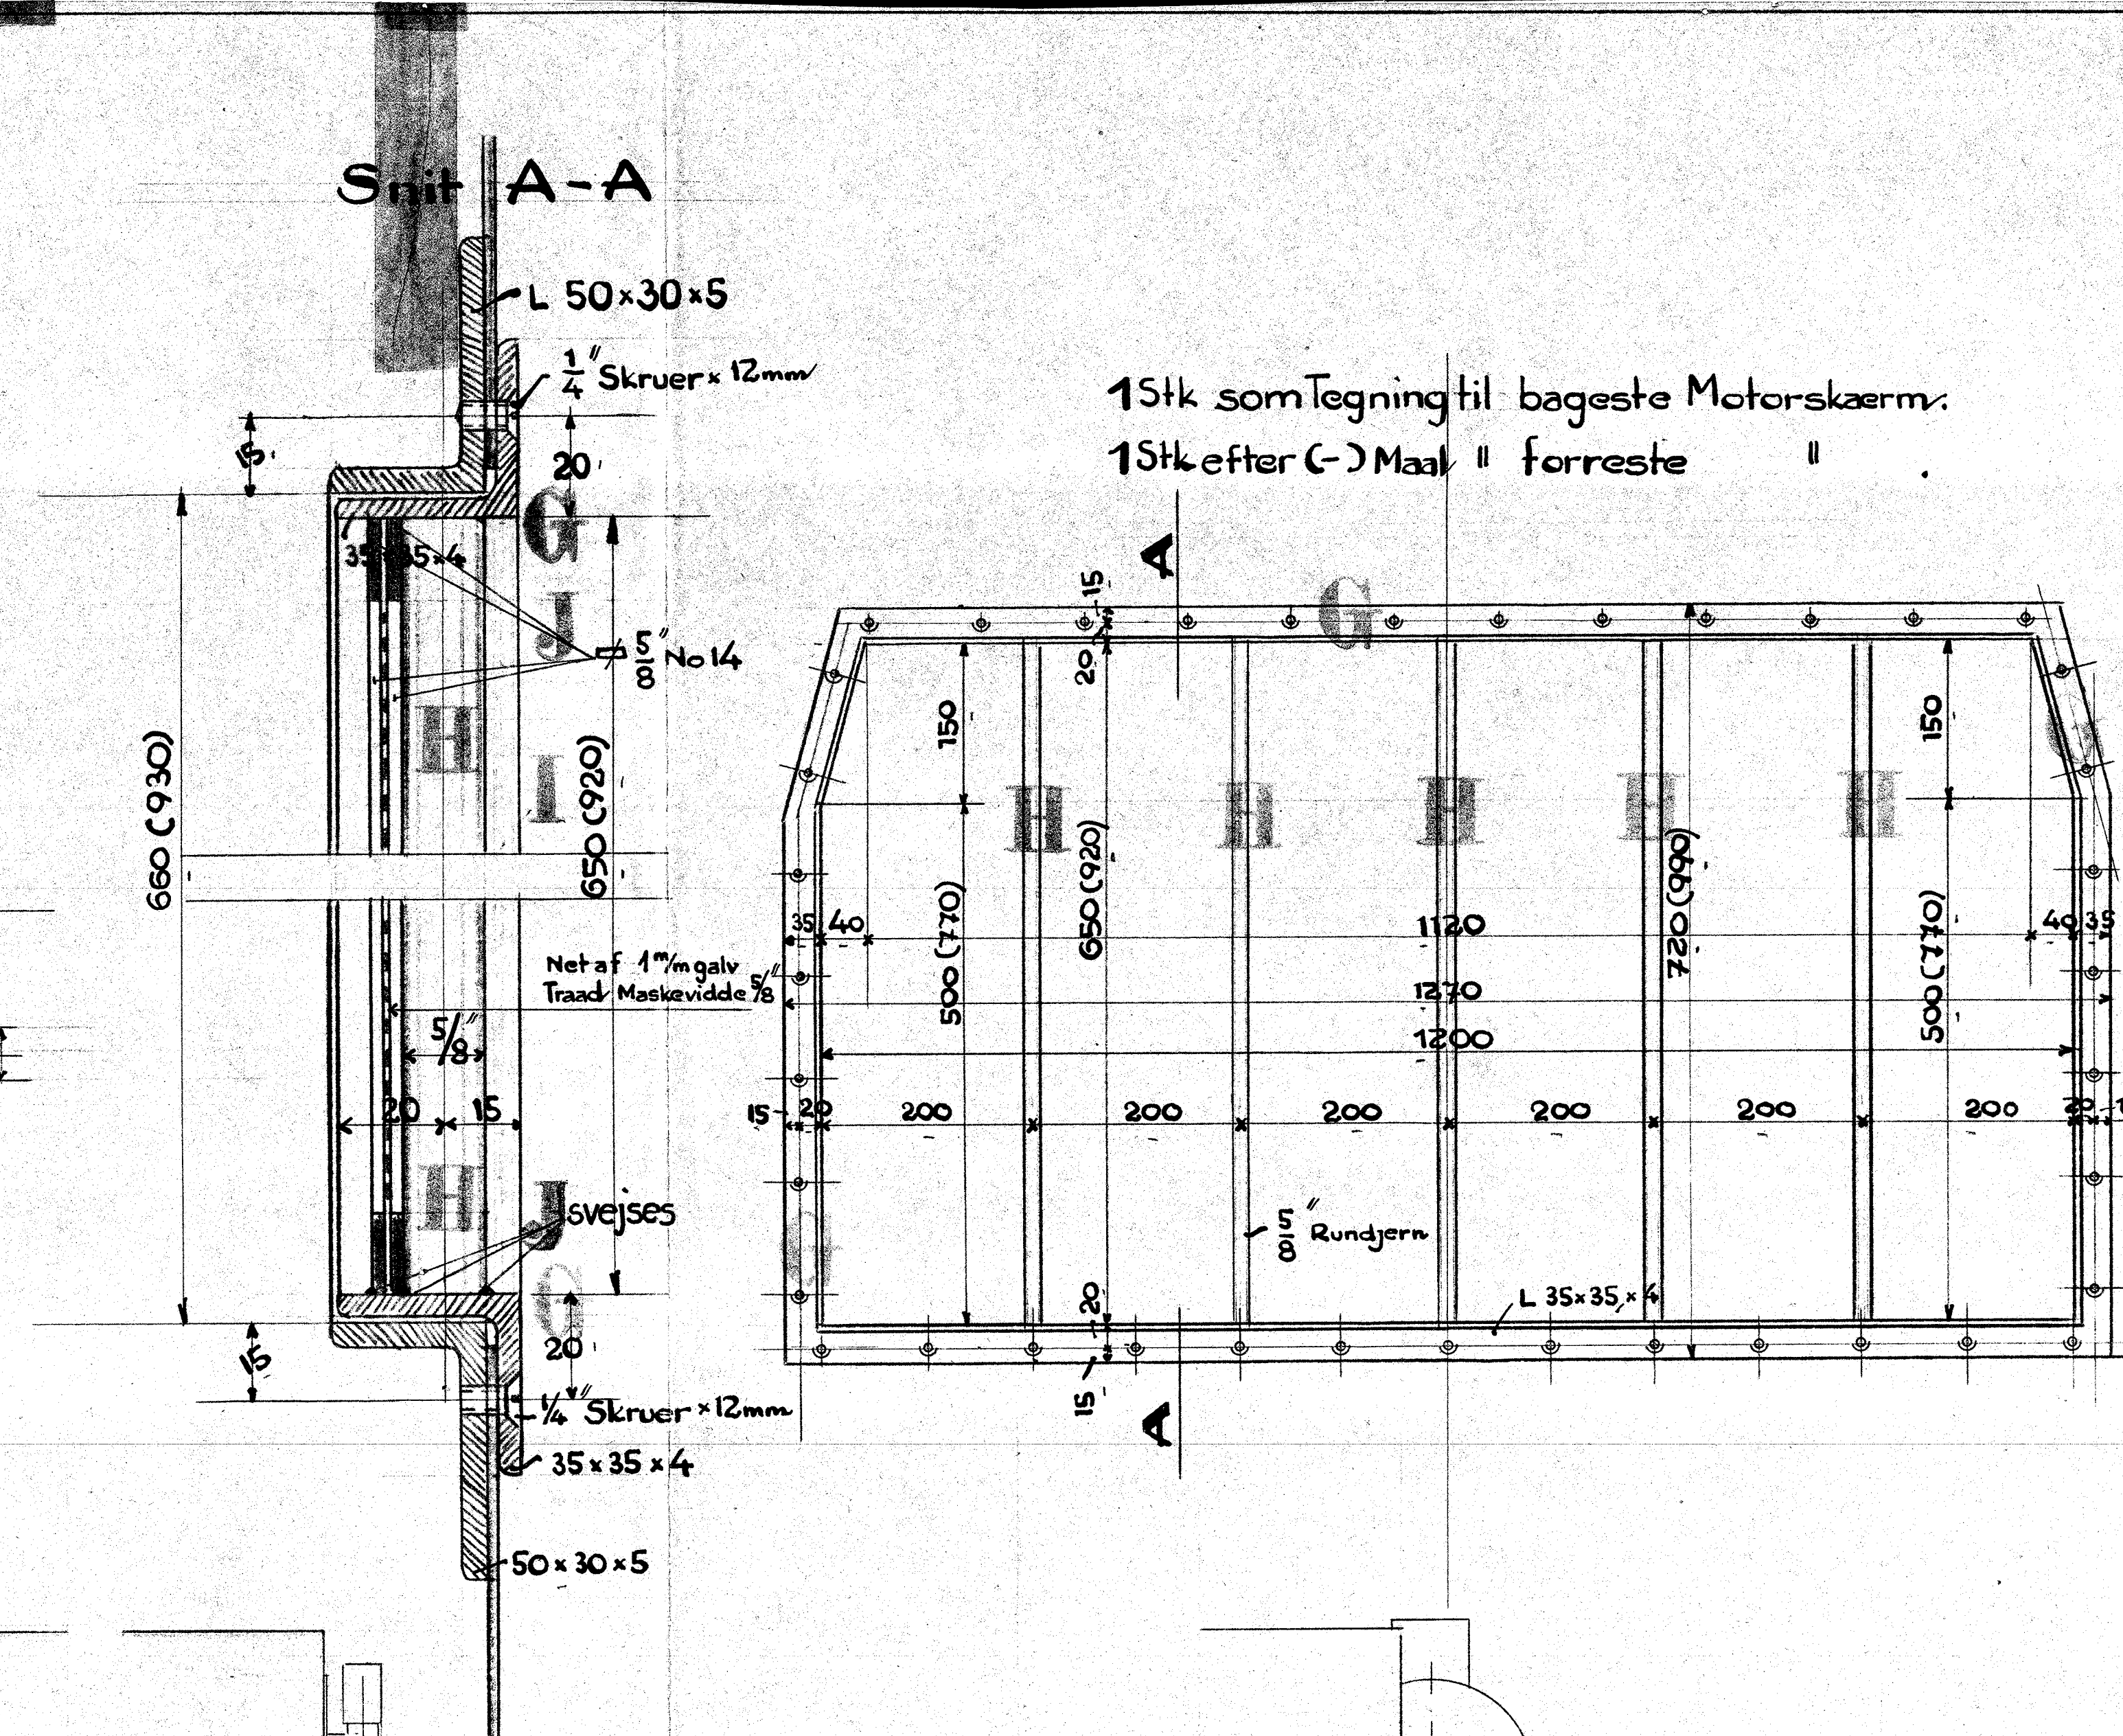 Snit A-A
L 50×30×5
1/4" Skruer × 12mm
15
20
G
35×35×4
J
5/8" No 14
H
I
660 (930)
650 (920)
Net af 1 m/m galv
Traad Maskevidde 5/8"
5/8"
20 15
H
J
svejses
G
15
20
1/4" Skruer × 12mm
35×35×4
50×30×5
1 Stk som Tegning til bageste Motorskaerm.
1 Stk efter (-) Maal " forreste " .
A
15
G
20
150
150
G
H H H H H
35 40
500 (770)
650 (920)
1120
720 (990)
500 (770)
40 35
1270
1200
15 20 200 200 200 200 200 200 20
G
5/8" Rundjern
20
L 35×35×4
15
A